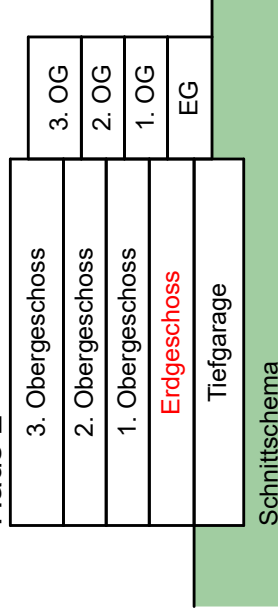 3. Obergeschoss
3. OG
2. Obergeschoss
2. OG
1. Obergeschoss
1. OG
Erdgeschoss
EG
Tiefgarage
Schnittschema